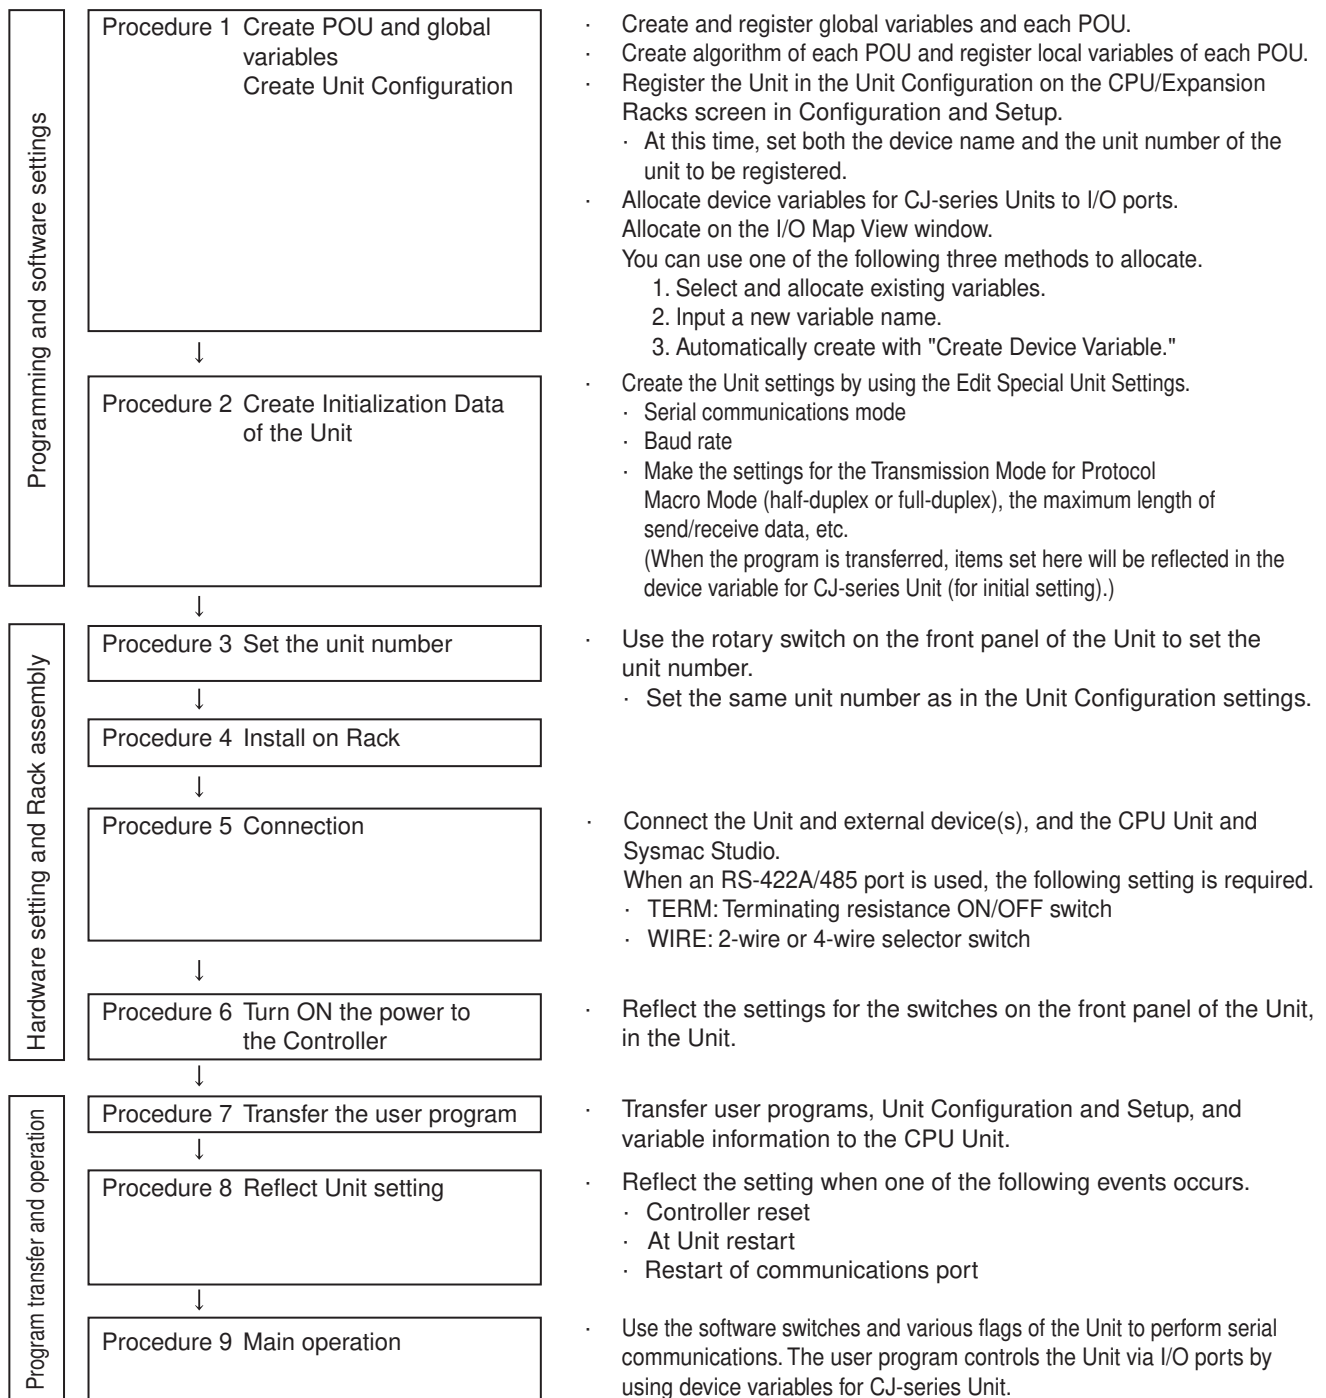 Programming and software settings
Procedure 1 Create POU and global
variables
Create Unit Configuration
· Create and register global variables and each POU.
· Create algorithm of each POU and register local variables of each POU.
· Register the Unit in the Unit Configuration on the CPU/Expansion
Racks screen in Configuration and Setup.
· At this time, set both the device name and the unit number of the
unit to be registered.
· Allocate device variables for CJ-series Units to I/O ports.
Allocate on the I/O Map View window.
You can use one of the following three methods to allocate.
1. Select and allocate existing variables.
2. Input a new variable name.
3. Automatically create with "Create Device Variable."
↓
Procedure 2 Create Initialization Data
of the Unit
· Create the Unit settings by using the Edit Special Unit Settings.
· Serial communications mode
· Baud rate
· Make the settings for the Transmission Mode for Protocol
Macro Mode (half-duplex or full-duplex), the maximum length of
send/receive data, etc.
(When the program is transferred, items set here will be reflected in the
device variable for CJ-series Unit (for initial setting).)
↓
Hardware setting and Rack assembly
Procedure 3 Set the unit number
· Use the rotary switch on the front panel of the Unit to set the
unit number.
· Set the same unit number as in the Unit Configuration settings.
↓
Procedure 4 Install on Rack
↓
Procedure 5 Connection
· Connect the Unit and external device(s), and the CPU Unit and
Sysmac Studio.
When an RS-422A/485 port is used, the following setting is required.
· TERM: Terminating resistance ON/OFF switch
· WIRE: 2-wire or 4-wire selector switch
↓
Procedure 6 Turn ON the power to
the Controller
· Reflect the settings for the switches on the front panel of the Unit,
in the Unit.
↓
Program transfer and operation
Procedure 7 Transfer the user program
· Transfer user programs, Unit Configuration and Setup, and
variable information to the CPU Unit.
↓
Procedure 8 Reflect Unit setting
· Reflect the setting when one of the following events occurs.
· Controller reset
· At Unit restart
· Restart of communications port
↓
Procedure 9 Main operation
· Use the software switches and various flags of the Unit to perform serial
communications. The user program controls the Unit via I/O ports by
using device variables for CJ-series Unit.